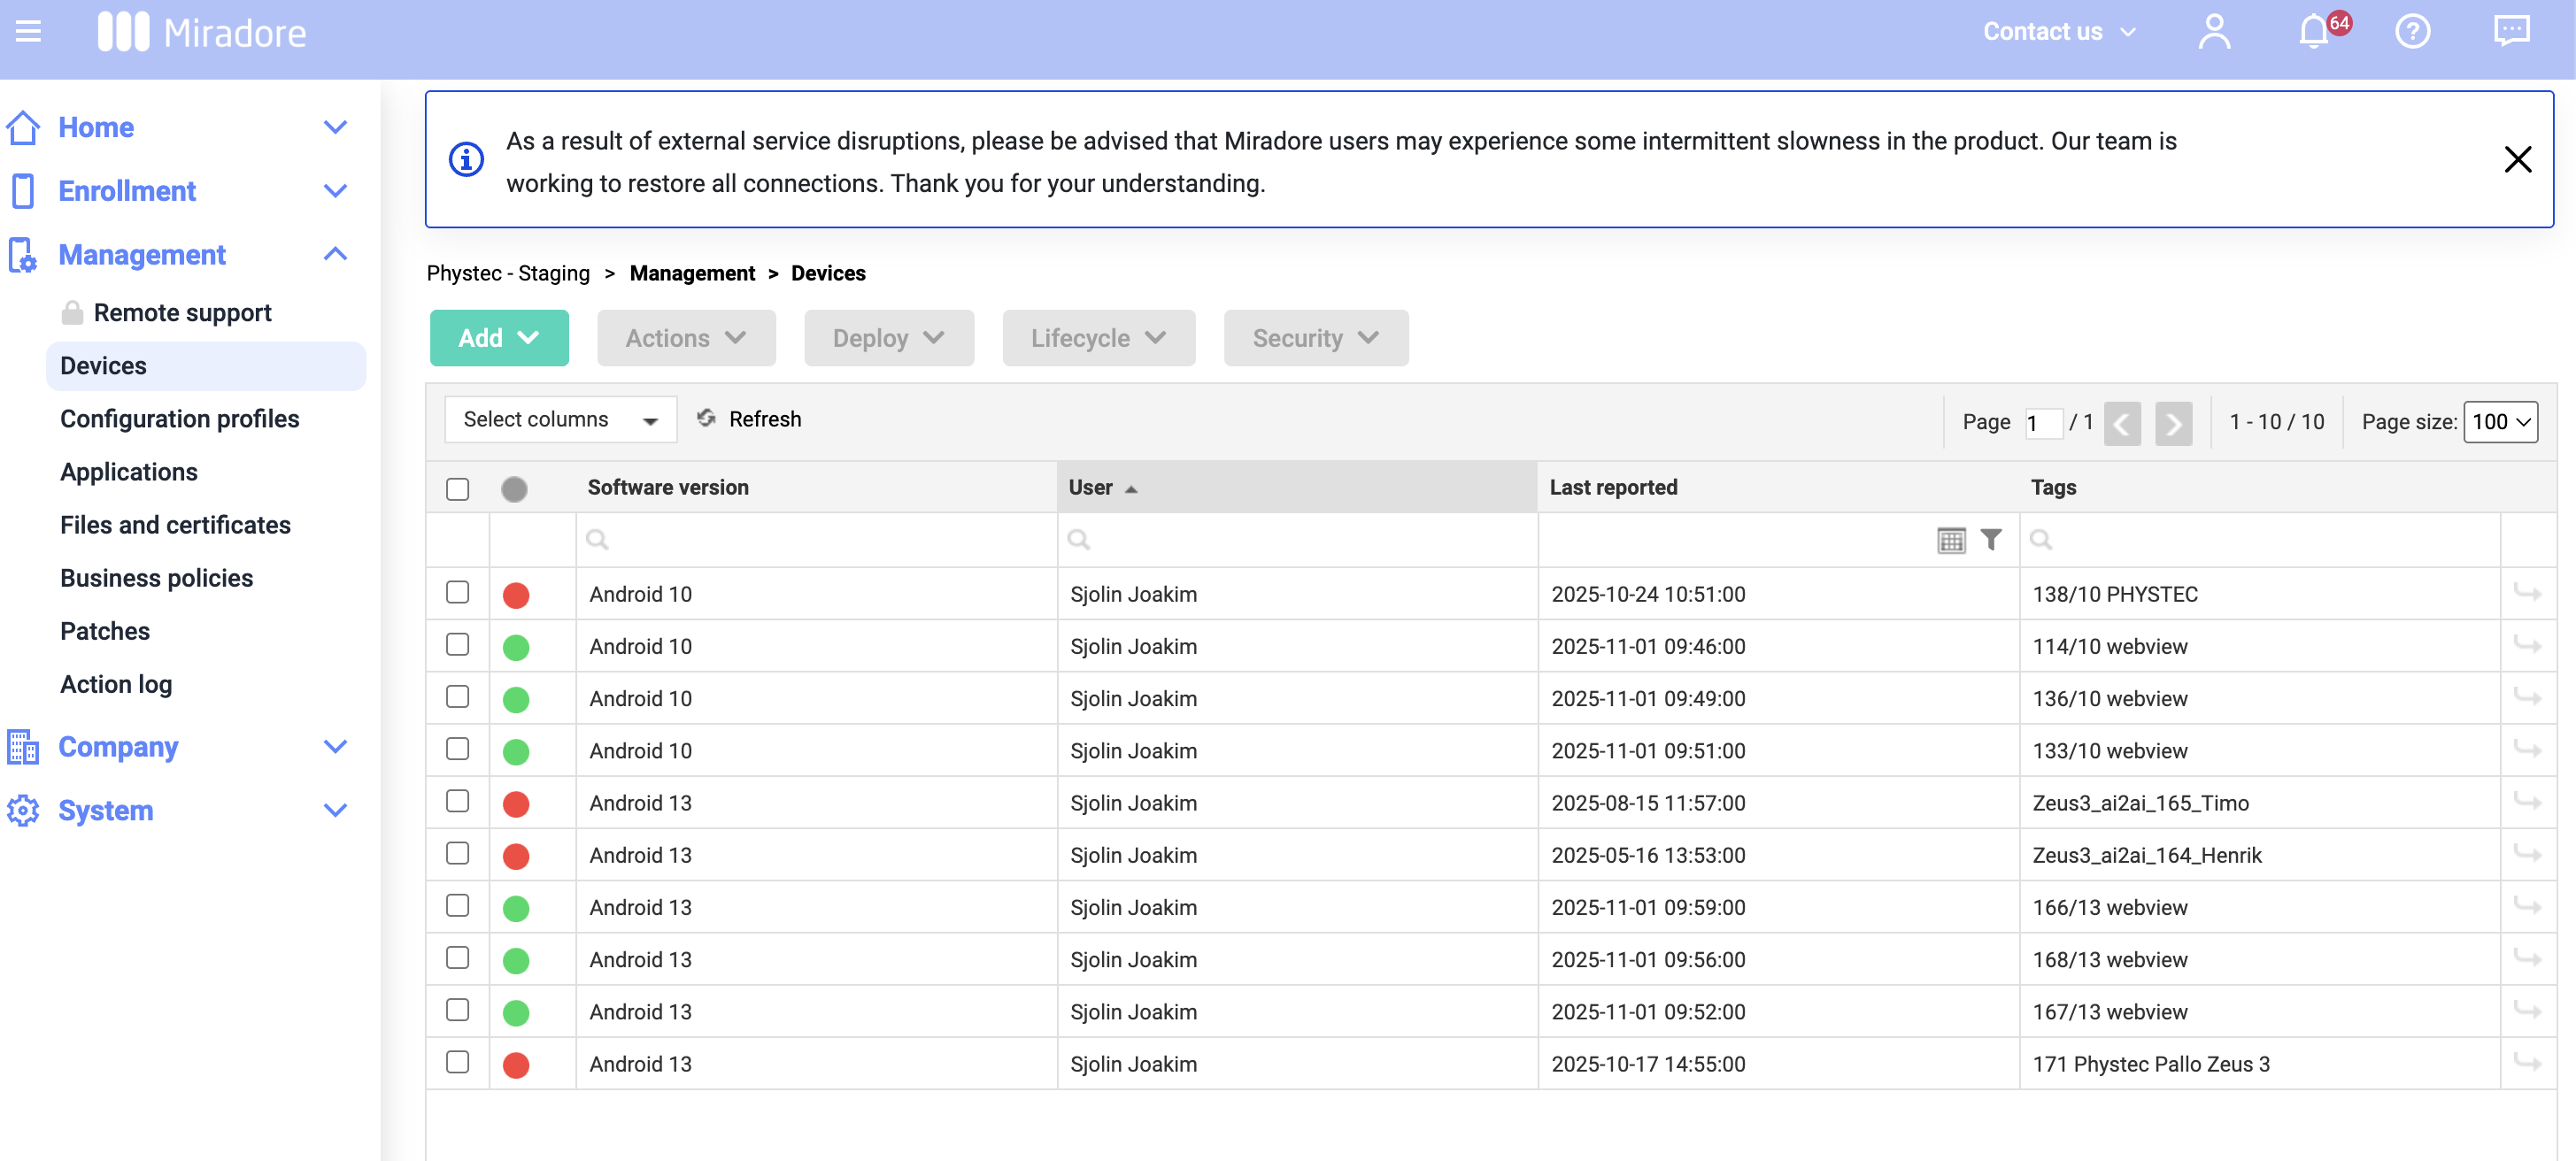 Miradore
Contact us
64
Home
Enrollment
Management
Remote support
Devices
Configuration profiles
Applications
Files and certificates
Business policies
Patches
Action log
Company
System
As a result of external service disruptions, please be advised that Miradore users may experience some intermittent slowness in the product. Our team is
working to restore all connections. Thank you for your understanding.
Phystec - Staging > Management > Devices
Add Actions Deploy Lifecycle Security
Select columns Refresh Page 1 / 1 1 - 10 / 10 Page size: 100
Software version User Last reported Tags
Android 10 Sjolin Joakim 2025-10-24 10:51:00 138/10 PHYSTEC
Android 10 Sjolin Joakim 2025-11-01 09:46:00 114/10 webview
Android 10 Sjolin Joakim 2025-11-01 09:49:00 136/10 webview
Android 10 Sjolin Joakim 2025-11-01 09:51:00 133/10 webview
Android 13 Sjolin Joakim 2025-08-15 11:57:00 Zeus3_ai2ai_165_Timo
Android 13 Sjolin Joakim 2025-05-16 13:53:00 Zeus3_ai2ai_164_Henrik
Android 13 Sjolin Joakim 2025-11-01 09:59:00 166/13 webview
Android 13 Sjolin Joakim 2025-11-01 09:56:00 168/13 webview
Android 13 Sjolin Joakim 2025-11-01 09:52:00 167/13 webview
Android 13 Sjolin Joakim 2025-10-17 14:55:00 171 Phystec Pallo Zeus 3